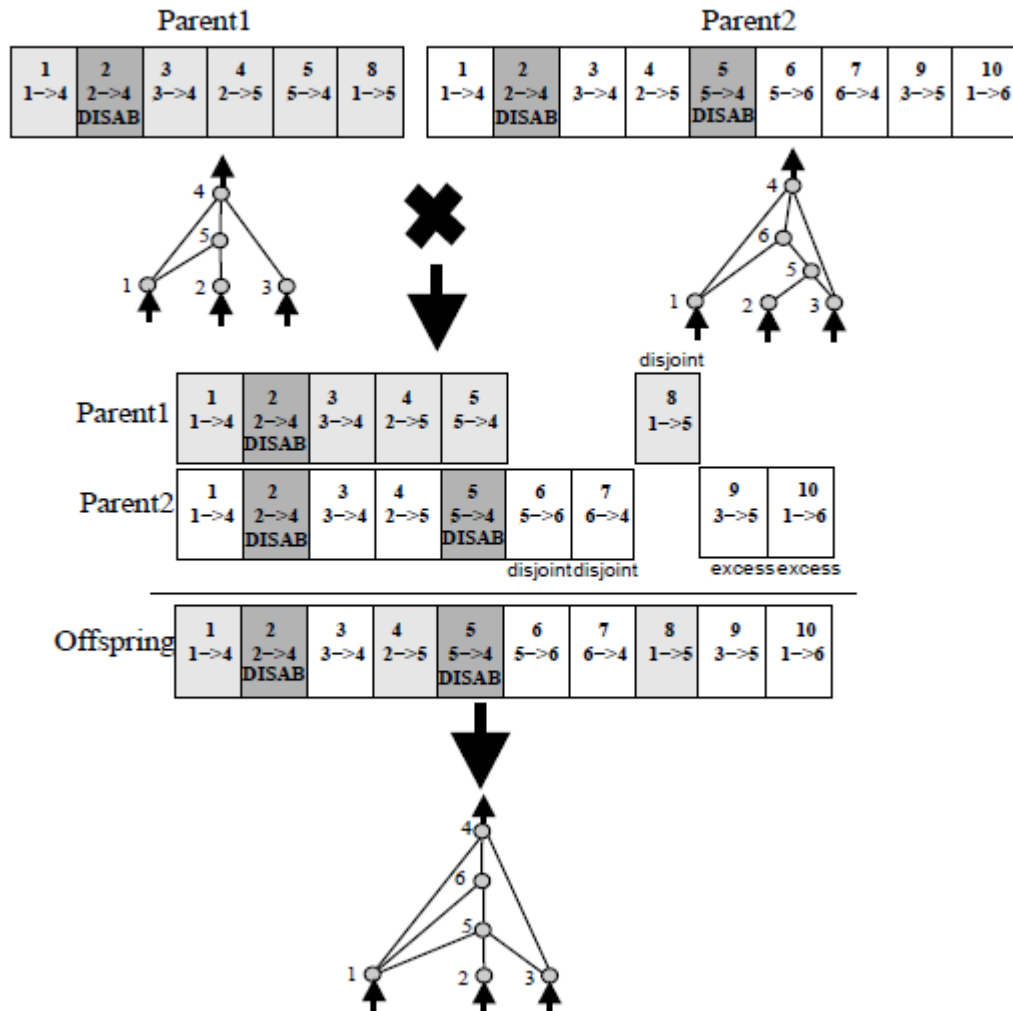 Parent1 Parent2
1 2 3 4 5 8 1 2 3 4 5 6 7 9 10
1->4 2->4 3->4 2->5 5->4 1->5 1->4 2->4 3->4 2->5 5->4 5->6 6->4 3->5 1->6
DISAB DISAB DISAB
4 4
5 6
5
1 2 3 1 2 3
disjoint
Parent1 1 2 3 4 5 8
1->4 2->4 3->4 2->5 5->4 1->5
DISAB
Parent2 1 2 3 4 5 6 7 9 10
1->4 2->4 3->4 2->5 5->4 5->6 6->4 3->5 1->6
DISAB DISAB
disjoint disjoint excess excess
Offspring 1 2 3 4 5 6 7 8 9 10
1->4 2->4 3->4 2->5 5->4 5->6 6->4 1->5 3->5 1->6
DISAB DISAB
4
6
5
1 2 3